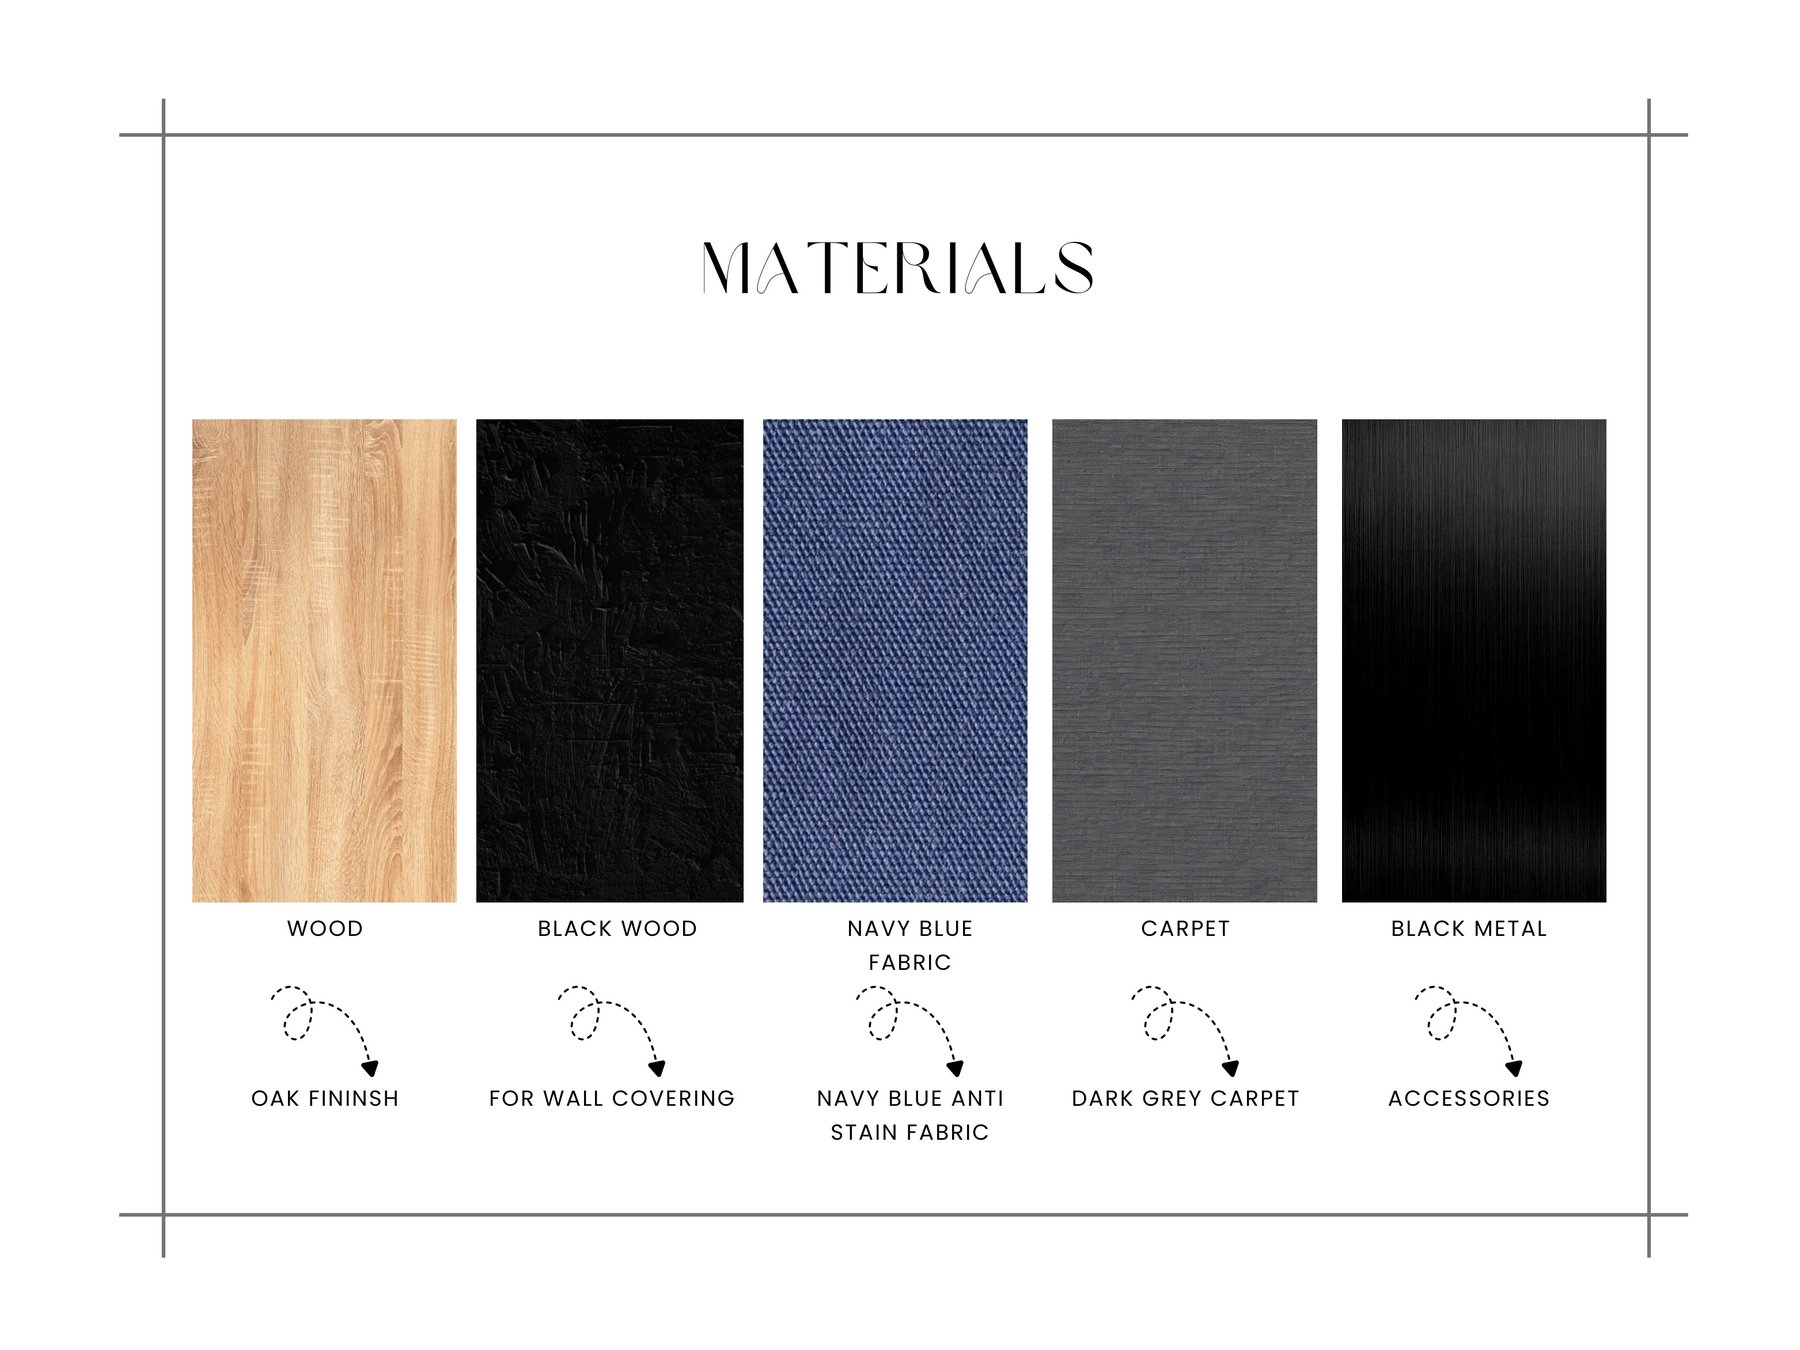 MATERIALS
WOOD
OAK FININSH
BLACK WOOD
FOR WALL COVERING
NAVY BLUE
FABRIC
NAVY BLUE ANTI
STAIN FABRIC
CARPET
DARK GREY CARPET
BLACK METAL
ACCESSORIES